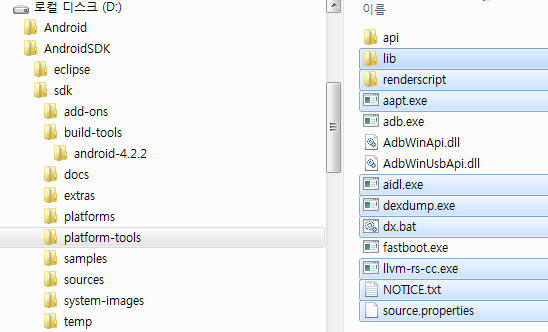 로컬 디스크 (D:)
Android
AndroidSDK
eclipse
sdk
add-ons
build-tools
android-4.2.2
docs
extras
platforms
platform-tools
samples
sources
system-images
temp
이름
api
lib
renderscript
aapt.exe
adb.exe
AdbWinApi.dll
AdbWinUsbApi.dll
aidl.exe
dexdump.exe
dx.bat
fastboot.exe
llvm-rs-cc.exe
NOTICE.txt
source.properties